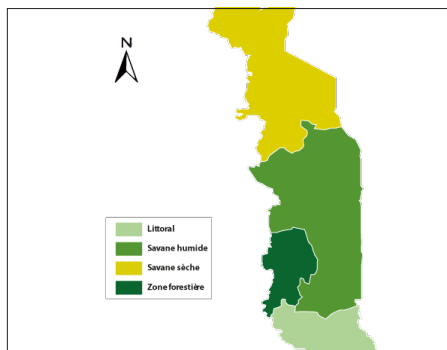 N
Littoral
Savane humide
Savane sèche
Zone forestière